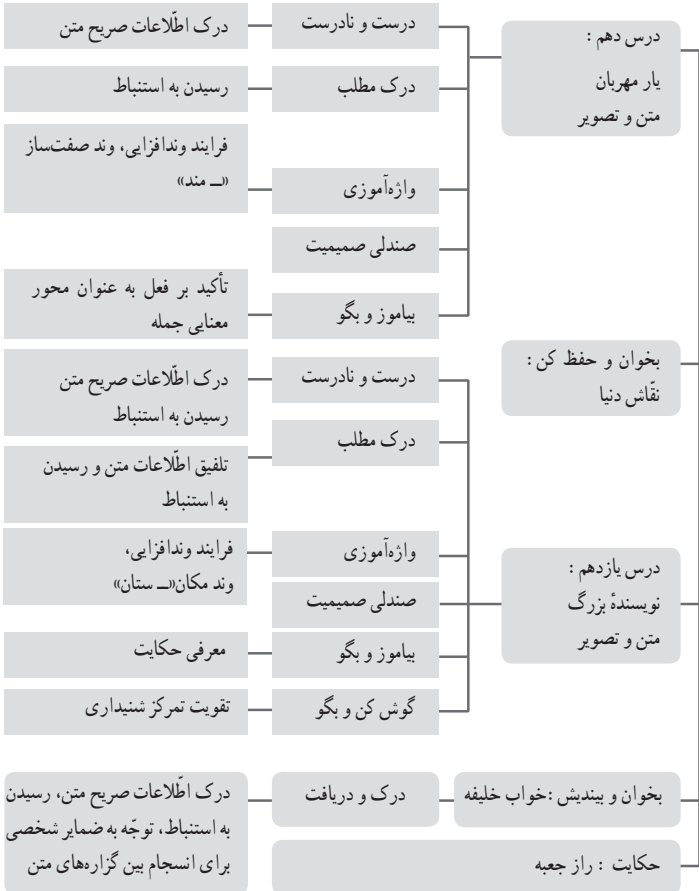 درس دهم :
یار مهربان
متن و تصویر
درست و نادرست
درک اطّلاعات صریح متن
درک مطلب
رسیدن به استنباط
واژه‌آموزی
فرایند وندافزایی، وند صفت‌ساز
«ـ مند»
صندلی صمیمیت
بیاموز و بگو
تأکید بر فعل به عنوان محور
معنایی جمله
بخوان و حفظ کن :
نقّاش دنیا
درس یازدهم :
نویسندهٔ بزرگ
متن و تصویر
درست و نادرست
درک اطّلاعات صریح متن
رسیدن به استنباط
درک مطلب
تلفیق اطّلاعات متن و رسیدن
به استنباط
واژه‌آموزی
فرایند وندافزایی،
وند مکان«ـ ستان»
صندلی صمیمیت
بیاموز و بگو
معرفی حکایت
گوش کن و بگو
تقویت تمرکز شنیداری
بخوان و بیندیش :خواب خلیفه
درک و دریافت
درک اطّلاعات صریح متن، رسیدن
به استنباط، توجّه به ضمایر شخصی
برای انسجام بین گزاره‌های متن
حکایت : راز جعبه